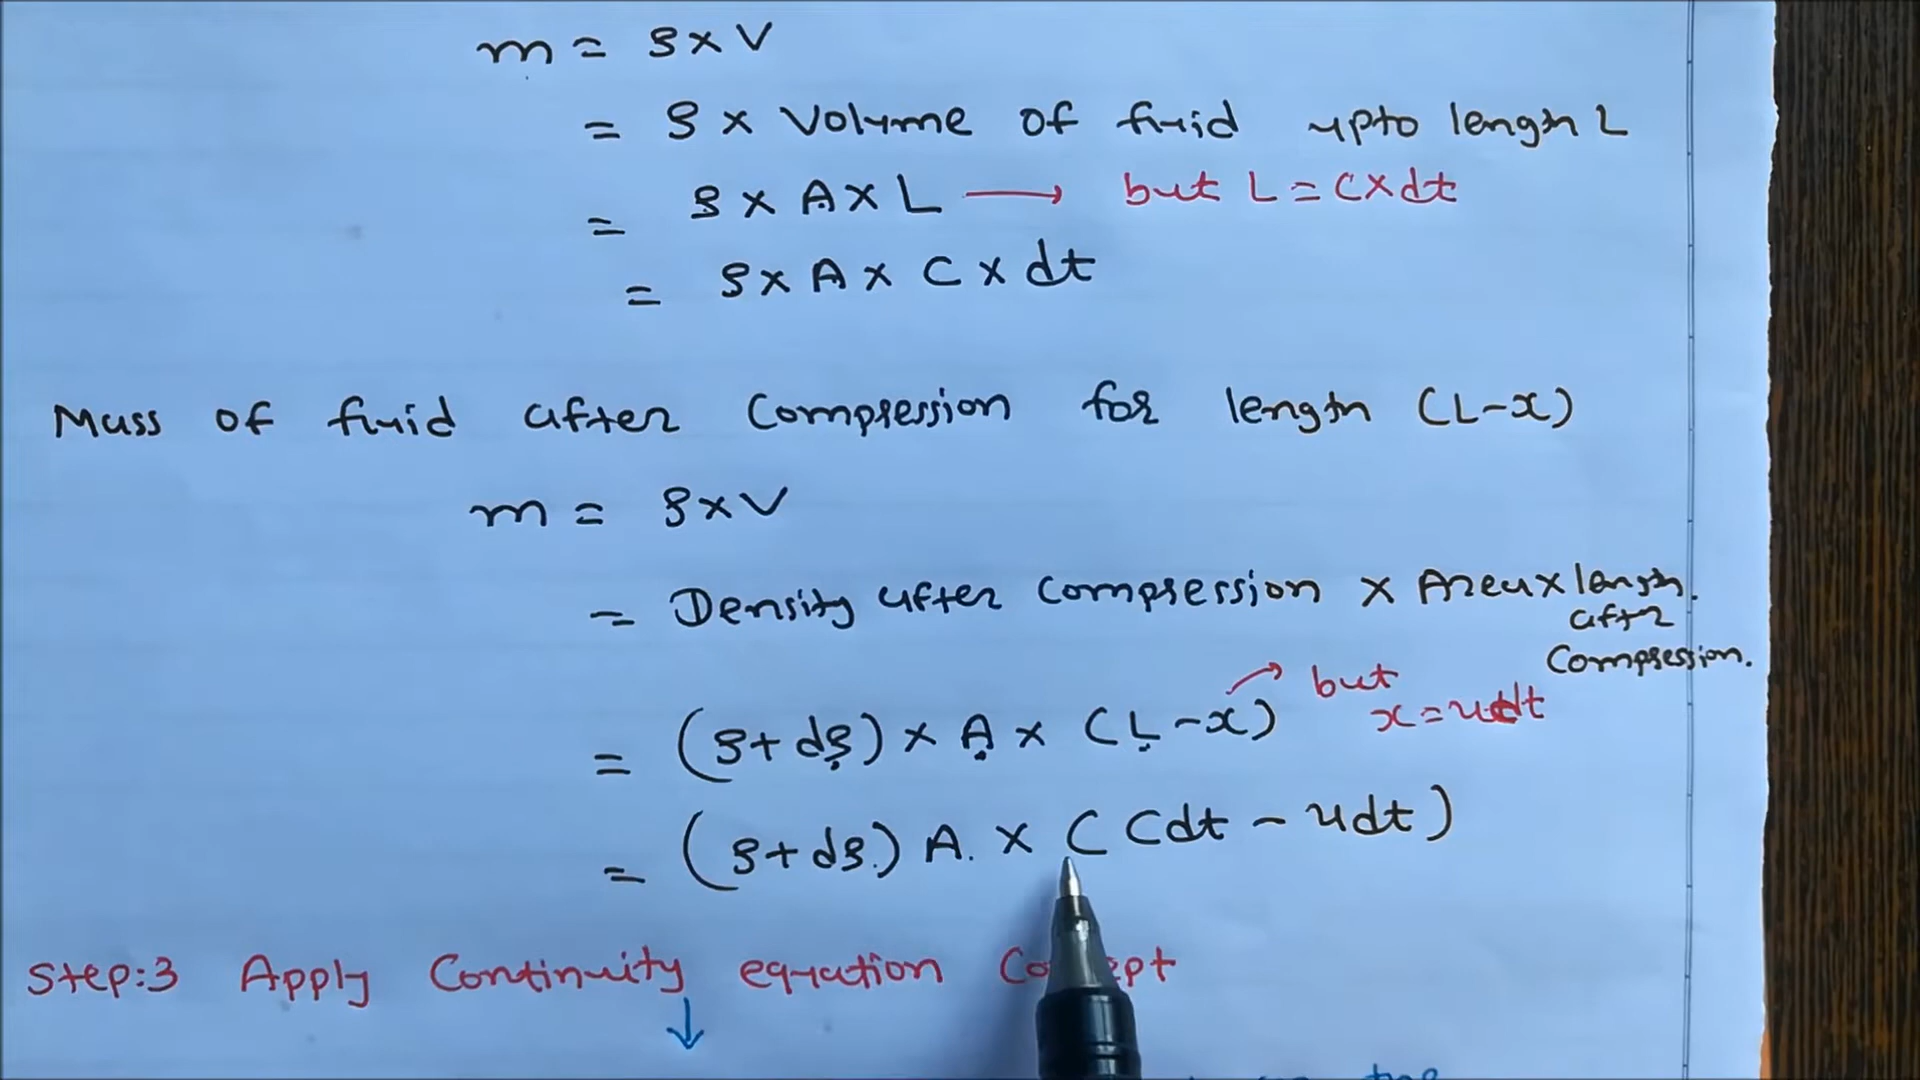 m = ρ × V
= ρ × Volume of fluid upto length L
= ρ × A × L → but L = C × dt
= ρ × A × C × dt
Mass of fluid after Compression for length (L-x)
m = ρ × V
= Density after compression × Area × length after Compression.
= (ρ + dρ) × A × (L - x) but x = udt
= (ρ + dρ) A × (Cdt - udt)
Step:3 Apply Continuity equation